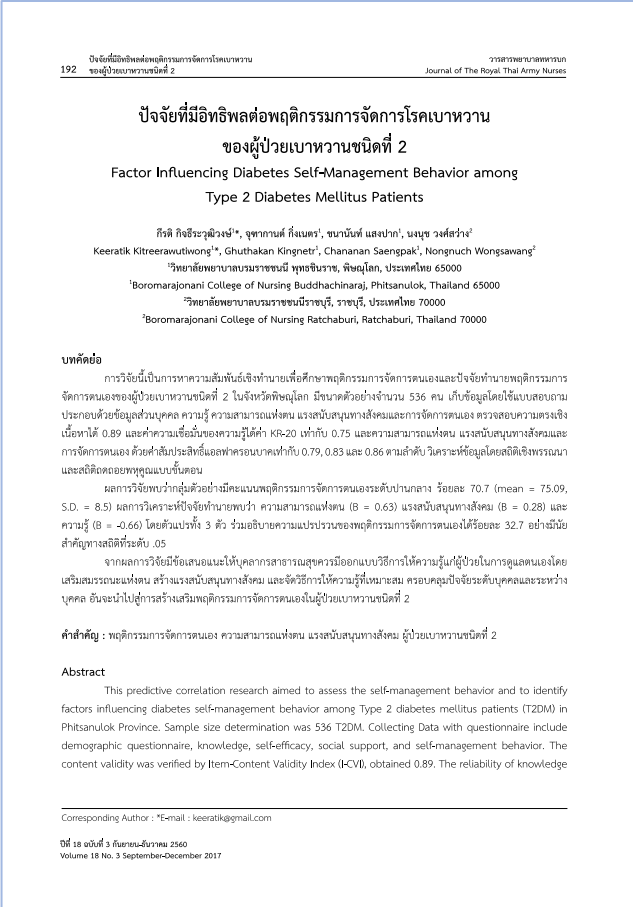 ปัจจัยที่มีอิทธิพลต่อพฤติกรรมการจัดการโรคเบาหวาน
192 ของผู้ป่วยเบาหวานชนิดที่ 2
วารสารพยาบาลทหารบก
Journal of The Royal Thai Army Nurses
ปัจจัยที่มีอิทธิพลต่อพฤติกรรมการจัดการโรคเบาหวาน
ของผู้ป่วยเบาหวานชนิดที่ 2
Factor Influencing Diabetes Self-Management Behavior among
Type 2 Diabetes Mellitus Patients
กีรติ กิจธีระวุฒิวงษ์¹*, จุฑากานต์ กิ่งเนตร¹, ชนานันท์ แสงปาก¹, นงนุช วงศ์สว่าง²
Keeratik Kitreerawutiwong¹*, Ghuthakan Kingnetr¹, Chananan Saengpak¹, Nongnuch Wongsawang²
¹วิทยาลัยพยาบาลบรมราชชนนี พุทธชินราช, พิษณุโลก, ประเทศไทย 65000
¹Boromarajonani College of Nursing Buddhachinaraj, Phitsanulok, Thailand 65000
²วิทยาลัยพยาบาลบรมราชชนนีราชบุรี, ราชบุรี, ประเทศไทย 70000
²Boromarajonani College of Nursing Ratchaburi, Ratchaburi, Thailand 70000
บทคัดย่อ
การวิจัยนี้เป็นการหาความสัมพันธ์เชิงทำนายเพื่อศึกษาพฤติกรรมการจัดการตนเองและปัจจัยทำนายพฤติกรรมการ
จัดการตนเองของผู้ป่วยเบาหวานชนิดที่ 2 ในจังหวัดพิษณุโลก มีขนาดตัวอย่างจำนวน 536 คน เก็บข้อมูลโดยใช้แบบสอบถาม
ประกอบด้วยข้อมูลส่วนบุคคล ความรู้ ความสามารถแห่งตน แรงสนับสนุนทางสังคมและการจัดการตนเอง ตรวจสอบความตรงเชิง
เนื้อหาได้ 0.89 และค่าความเชื่อมั่นของความรู้ได้ค่า KR-20 เท่ากับ 0.75 และความสามารถแห่งตน แรงสนับสนุนทางสังคมและ
การจัดการตนเอง ด้วยค่าสัมประสิทธิ์แอลฟาครอนบาคเท่ากับ 0.79, 0.83 และ 0.86 ตามลำดับ วิเคราะห์ข้อมูลโดยสถิติเชิงพรรณนา
และสถิติถดถอยพหุคูณแบบขั้นตอน
ผลการวิจัยพบว่ากลุ่มตัวอย่างมีคะแนนพฤติกรรมการจัดการตนเองระดับปานกลาง ร้อยละ 70.7 (mean = 75.09,
S.D. = 8.5) ผลการวิเคราะห์ปัจจัยทำนายพบว่า ความสามารถแห่งตน (B = 0.63) แรงสนับสนุนทางสังคม (B = 0.28) และ
ความรู้ (B = -0.66) โดยตัวแปรทั้ง 3 ตัว ร่วมอธิบายความแปรปรวนของพฤติกรรมการจัดการตนเองได้ร้อยละ 32.7 อย่างมีนัย
สำคัญทางสถิติที่ระดับ .05
จากผลการวิจัยมีข้อเสนอแนะให้บุคลากรสาธารณสุขควรมีออกแบบวิธีการให้ความรู้แก่ผู้ป่วยในการดูแลตนเองโดย
เสริมสมรรถนะแห่งตน สร้างแรงสนับสนุนทางสังคม และจัดวิธีการให้ความรู้ที่เหมาะสม ครอบคลุมปัจจัยระดับบุคคลและระหว่าง
บุคคล อันจะนำไปสู่การสร้างเสริมพฤติกรรมการจัดการตนเองในผู้ป่วยเบาหวานชนิดที่ 2
คำสำคัญ : พฤติกรรมการจัดการตนเอง ความสามารถแห่งตน แรงสนับสนุนทางสังคม ผู้ป่วยเบาหวานชนิดที่ 2
Abstract
This predictive correlation research aimed to assess the self-management behavior and to identify
factors influencing diabetes self-management behavior among Type 2 diabetes mellitus patients (T2DM) in
Phitsanulok Province. Sample size determination was 536 T2DM. Collecting Data with questionnaire include
demographic questionnaire, knowledge, self-efficacy, social support, and self-management behavior. The
content validity was verified by Item-Content Validity Index (I-CVI), obtained 0.89. The reliability of knowledge
Corresponding Author : *E-mail : keeratik@gmail.com
ปีที่ 18 ฉบับที่ 3 กันยายน-ธันวาคม 2560
Volume 18 No. 3 September-December 2017